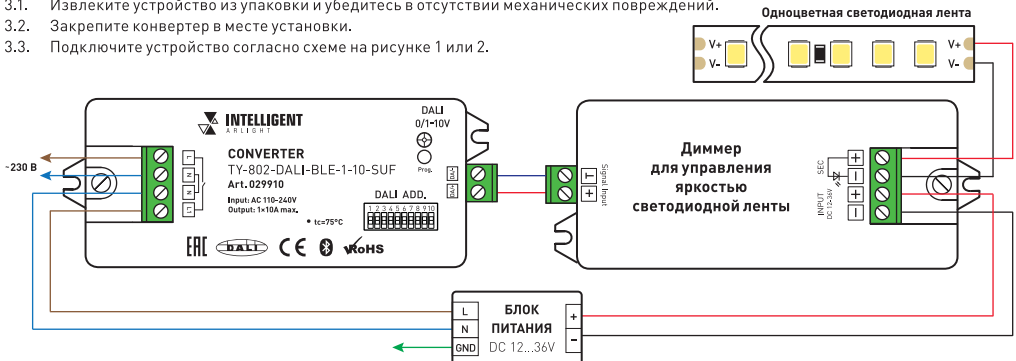 3.1. Извлеките устройство из упаковки и убедитесь в отсутствии механических повреждений.
3.2. Закрепите конвертер в месте установки.
3.3. Подключите устройство согласно схеме на рисунке 1 или 2.
Одноцветная светодиодная лента
V+
V-
V+
V-
INTELLIGENT
ARLIGHT
DALI
0/1-10V
Prog.
~230 В
L
N
N
L1
CONVERTER
TY-802-DALI-BLE-1-10-SUF
Art.029910
Input: AC 110-240V
Output: 1×10A max.
• tc=75°C
DALI ADD.
1 2 3 4 5 6 7 8 9 10
DA-
DA+
EAC DALI CE RoHS
Signal Input
Диммер
для управления
яркостью
светодиодной ленты
SEC
+
−
INPUT
DC 12-36V
+
−
L
N
GND
БЛОК
ПИТАНИЯ
DC 12...36V
+
−